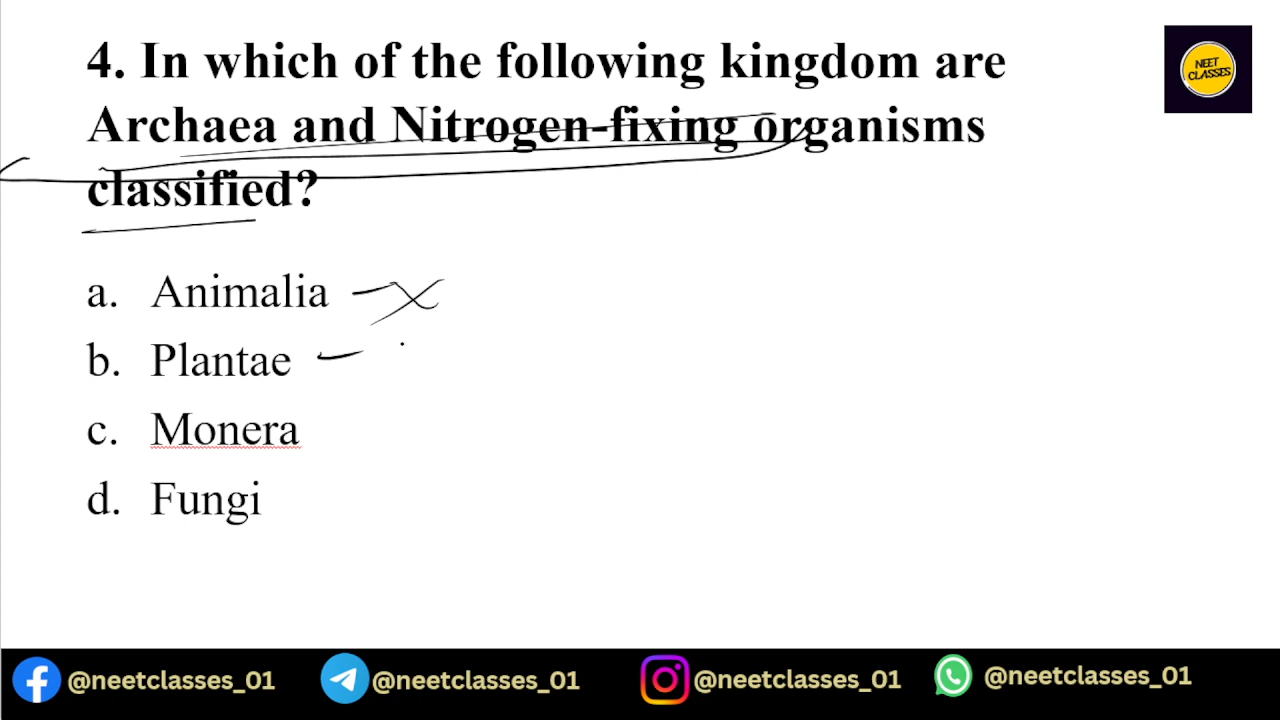 4. In which of the following kingdom are
Archaea and Nitrogen-fixing organisms
classified?
NEET
CLASSES
a. Animalia
b. Plantae
c. Monera
d. Fungi
@neetclasses_01 @neetclasses_01 @neetclasses_01 @neetclasses_01